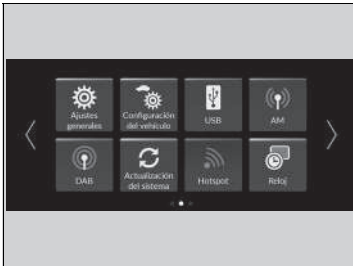 Ajustes
generales
Configuración
del vehículo
USB
AM
DAB
Actualización
del sistema
Hotspot
Reloj